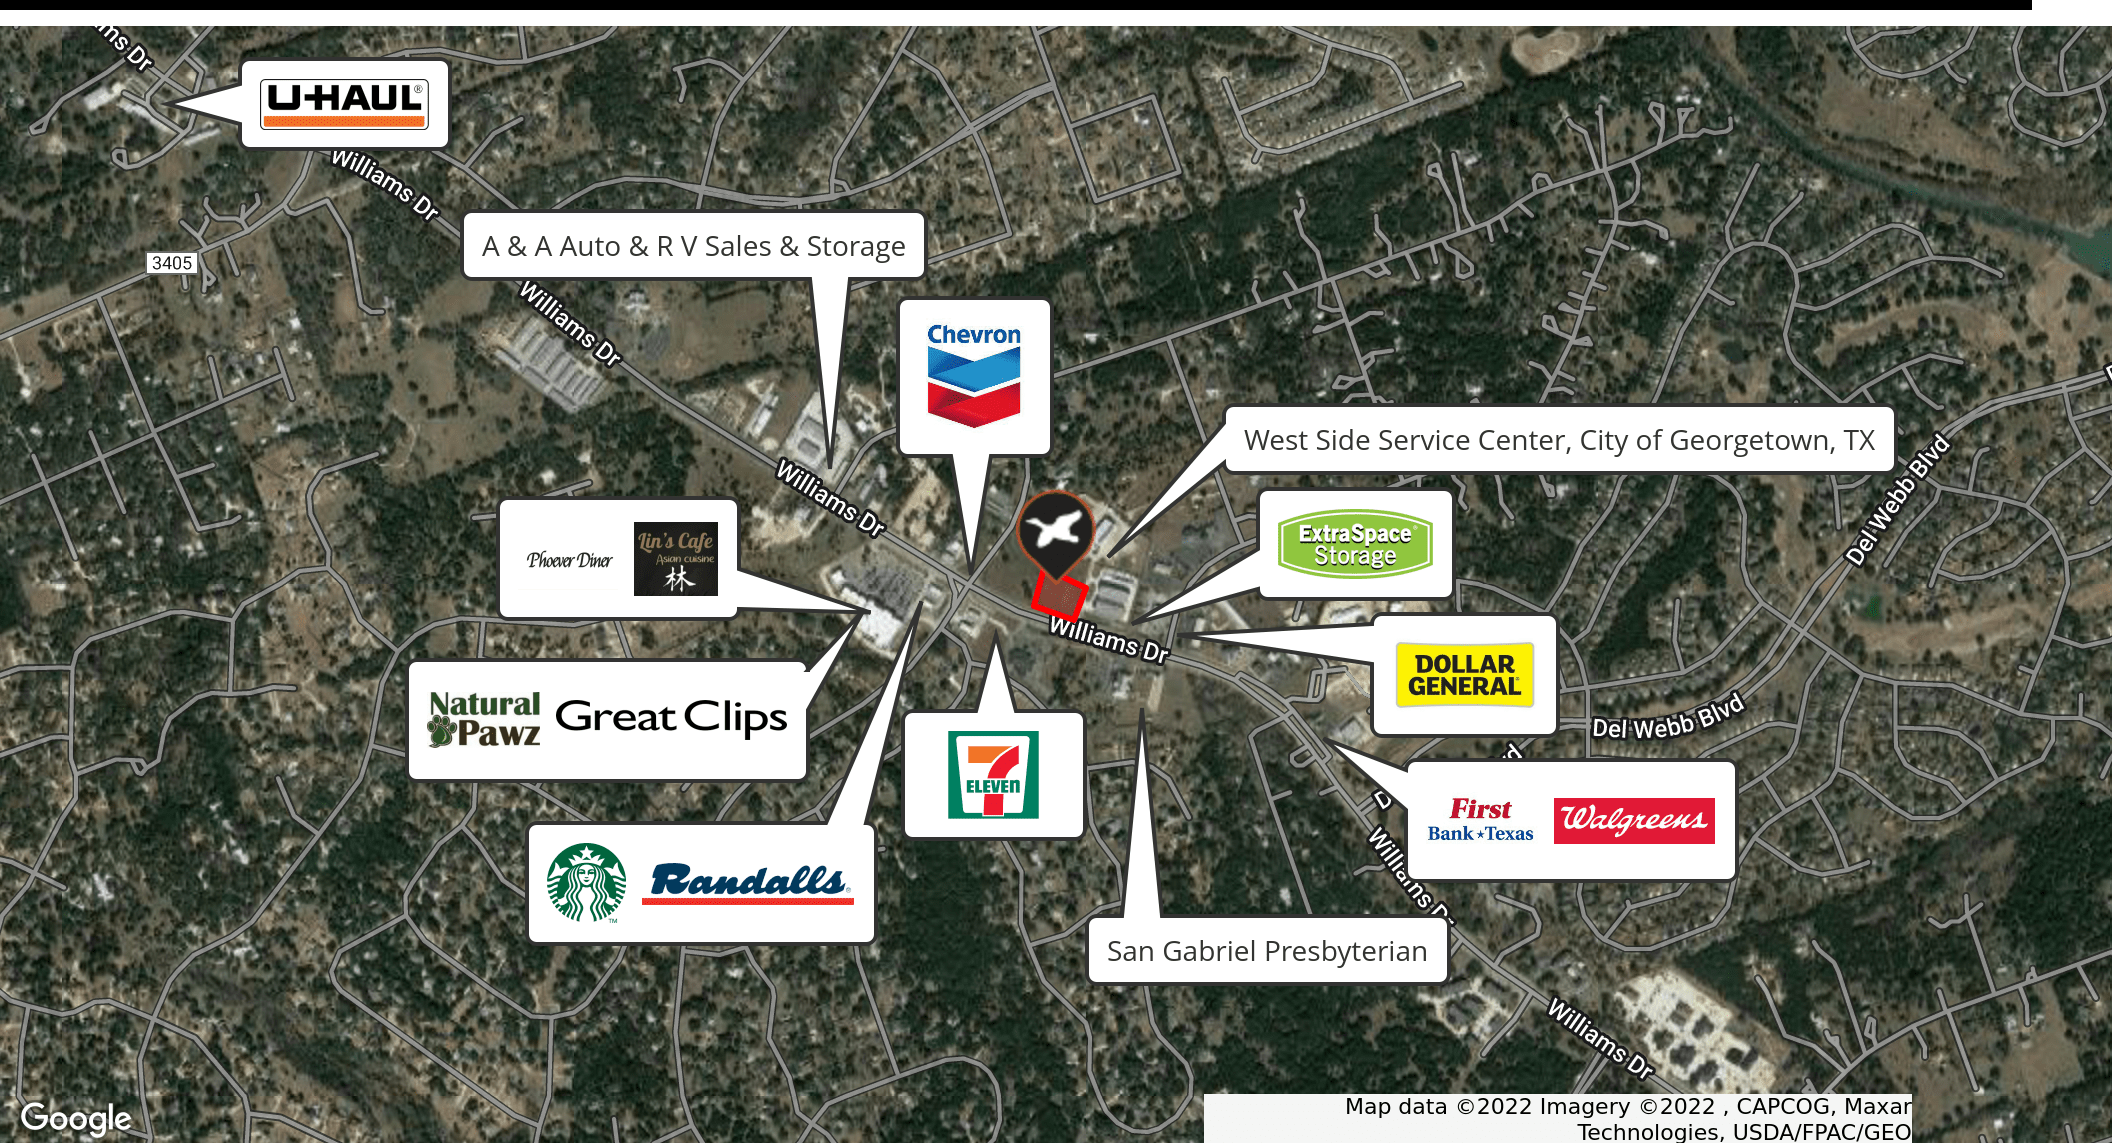 ms Dr
U-HAUL®
Williams Dr
3405
A & A Auto & R V Sales & Storage
Williams Dr
Chevron
West Side Service Center, City of Georgetown, TX
Del Webb Blvd
Williams Dr
Phoever Diner
Lin's Cafe
Asian cuisine
林
ExtraSpace®
Storage
Williams Dr
DOLLAR
GENERAL®
Natural
Pawz
Great Clips
Del Webb Blvd
7
ELEVEN
First
Bank★Texas
Walgreens
Williams Dr
TM
Randalls®
San Gabriel Presbyterian
Williams Dr
Google
Map data ©2022 Imagery ©2022 , CAPCOG, Maxar
Technologies, USDA/FPAC/GEO